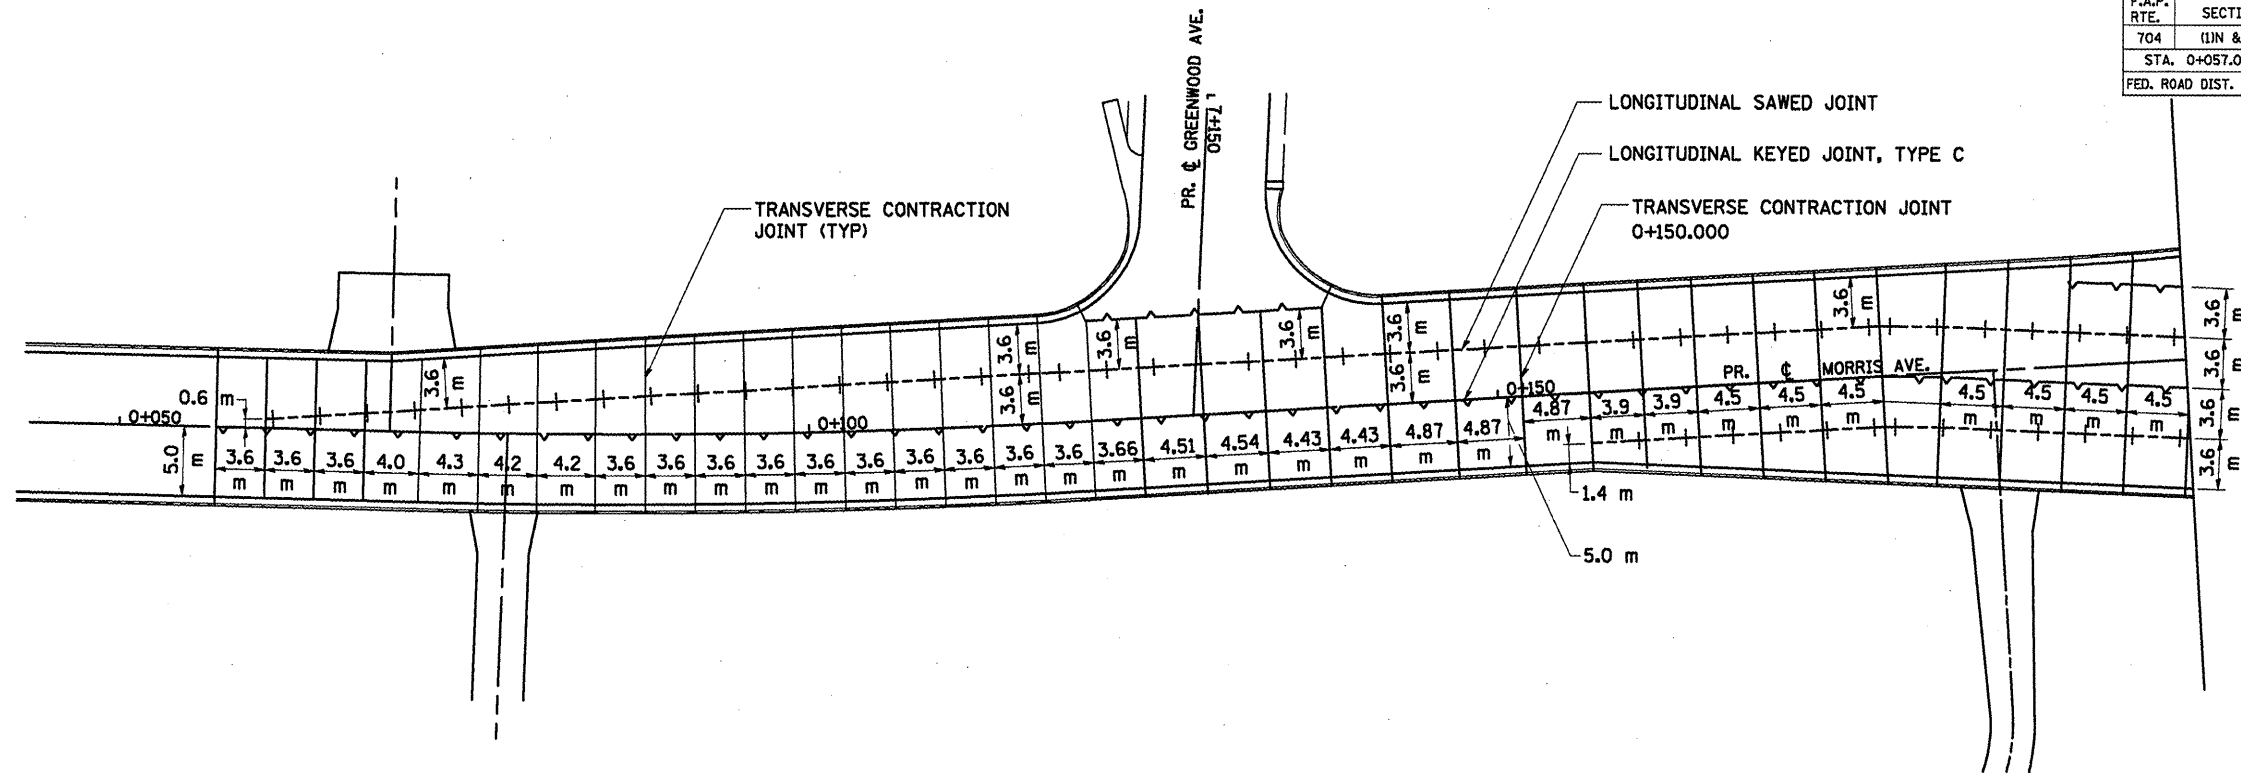 F.A.P.
RTE.
SECTI
704
(1)N &
STA. 0+057.0
FED. ROAD DIST.
PR. ℄ GREENWOOD AVE.
7+150
LONGITUDINAL SAWED JOINT
LONGITUDINAL KEYED JOINT, TYPE C
TRANSVERSE CONTRACTION JOINT
0+150.000
TRANSVERSE CONTRACTION
JOINT (TYP)
3.6 m
3.6 m
3.6 m
3.6 m
3.6 m
3.6 m
3.6 m
3.6 m
3.6 m
3.6 m
3.6 m
3.6 m
0.6 m
0+050
0+100
0+150
PR. ℄ MORRIS AVE.
5.0 m
3.6 3.6 3.6 4.0 4.3 4.2 4.2 3.6 3.6 3.6 3.6 3.6 3.6 3.6 3.6 3.6 3.6 3.66 4.51 4.54 4.43 4.43 4.87 4.87 4.87 3.9 3.9 4.5 4.5 4.5 4.5 4.5 4.5 4.5
m m m m m m m m m m m m m m m m m m m m m m m m m m m m m m m m m m
1.4 m
5.0 m